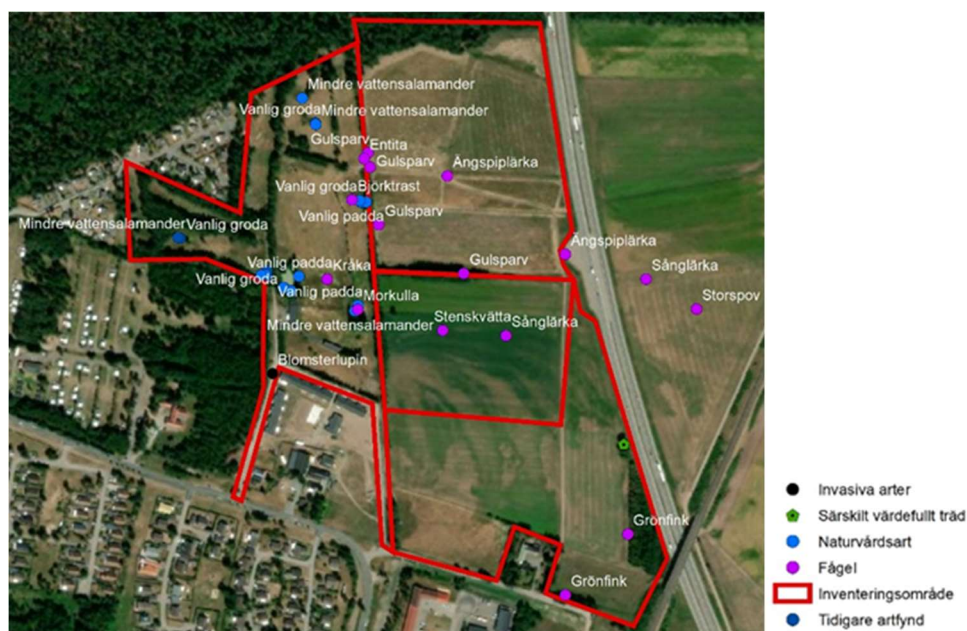 Mindre vattensalamander
Vanlig groda Mindre vattensalamander
Gulsparv Entita
Gulsparv Ängspiplärka
Vanlig groda Björktrast
Vanlig padda Gulsparv
Mindre vattensalamander Vanlig groda
Ängspiplärka
Vanlig padda Kråka Gulsparv Sånglärka
Vanlig groda
Vanlig padda Morkulla Storspov
Mindre vattensalamander Stenskvätta Sånglärka
Blomsterlupin
Grönfink
Grönfink
Invasiva arter
Särskilt värdefullt träd
Naturvårdsart
Fågel
Inventeringsområde
Tidigare artfynd